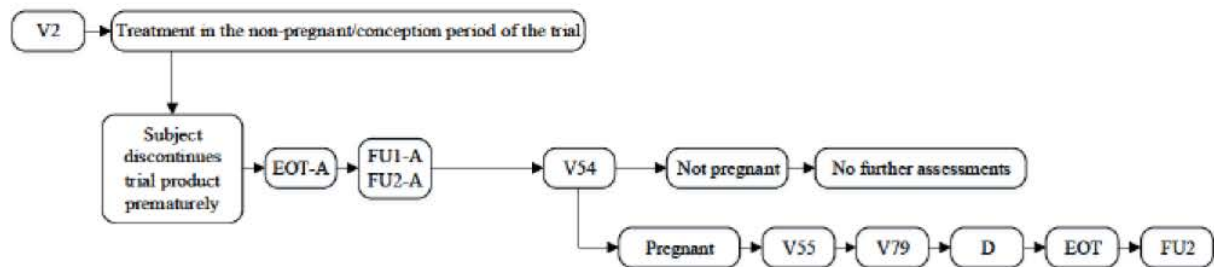 V2
Treatment in the non-pregnant/conception period of the trial
Subject
discontinues
trial product
prematurely
EOT-A
FU1-A
FU2-A
V54
Not pregnant
No further assessments
Pregnant
V55
V79
D
EOT
FU2